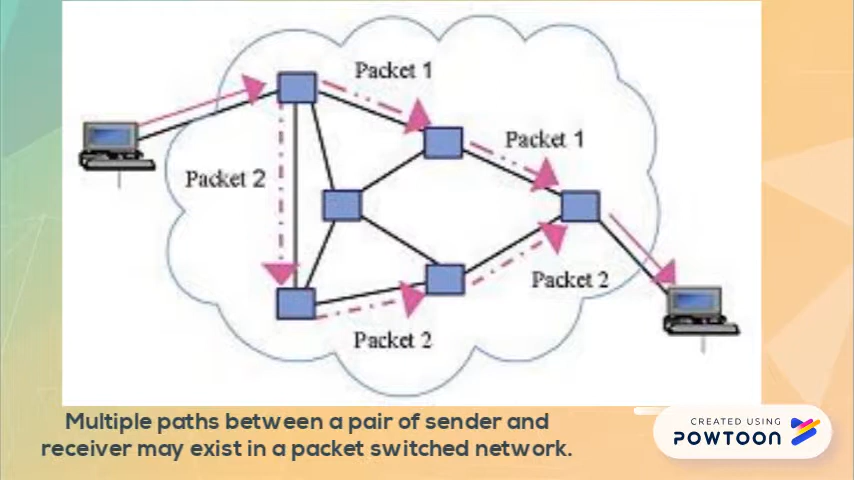 Packet 1
Packet 1
Packet 2
Packet 2
Packet 2
Multiple paths between a pair of sender and
receiver may exist in a packet switched network.
CREATED USING
POWTOON